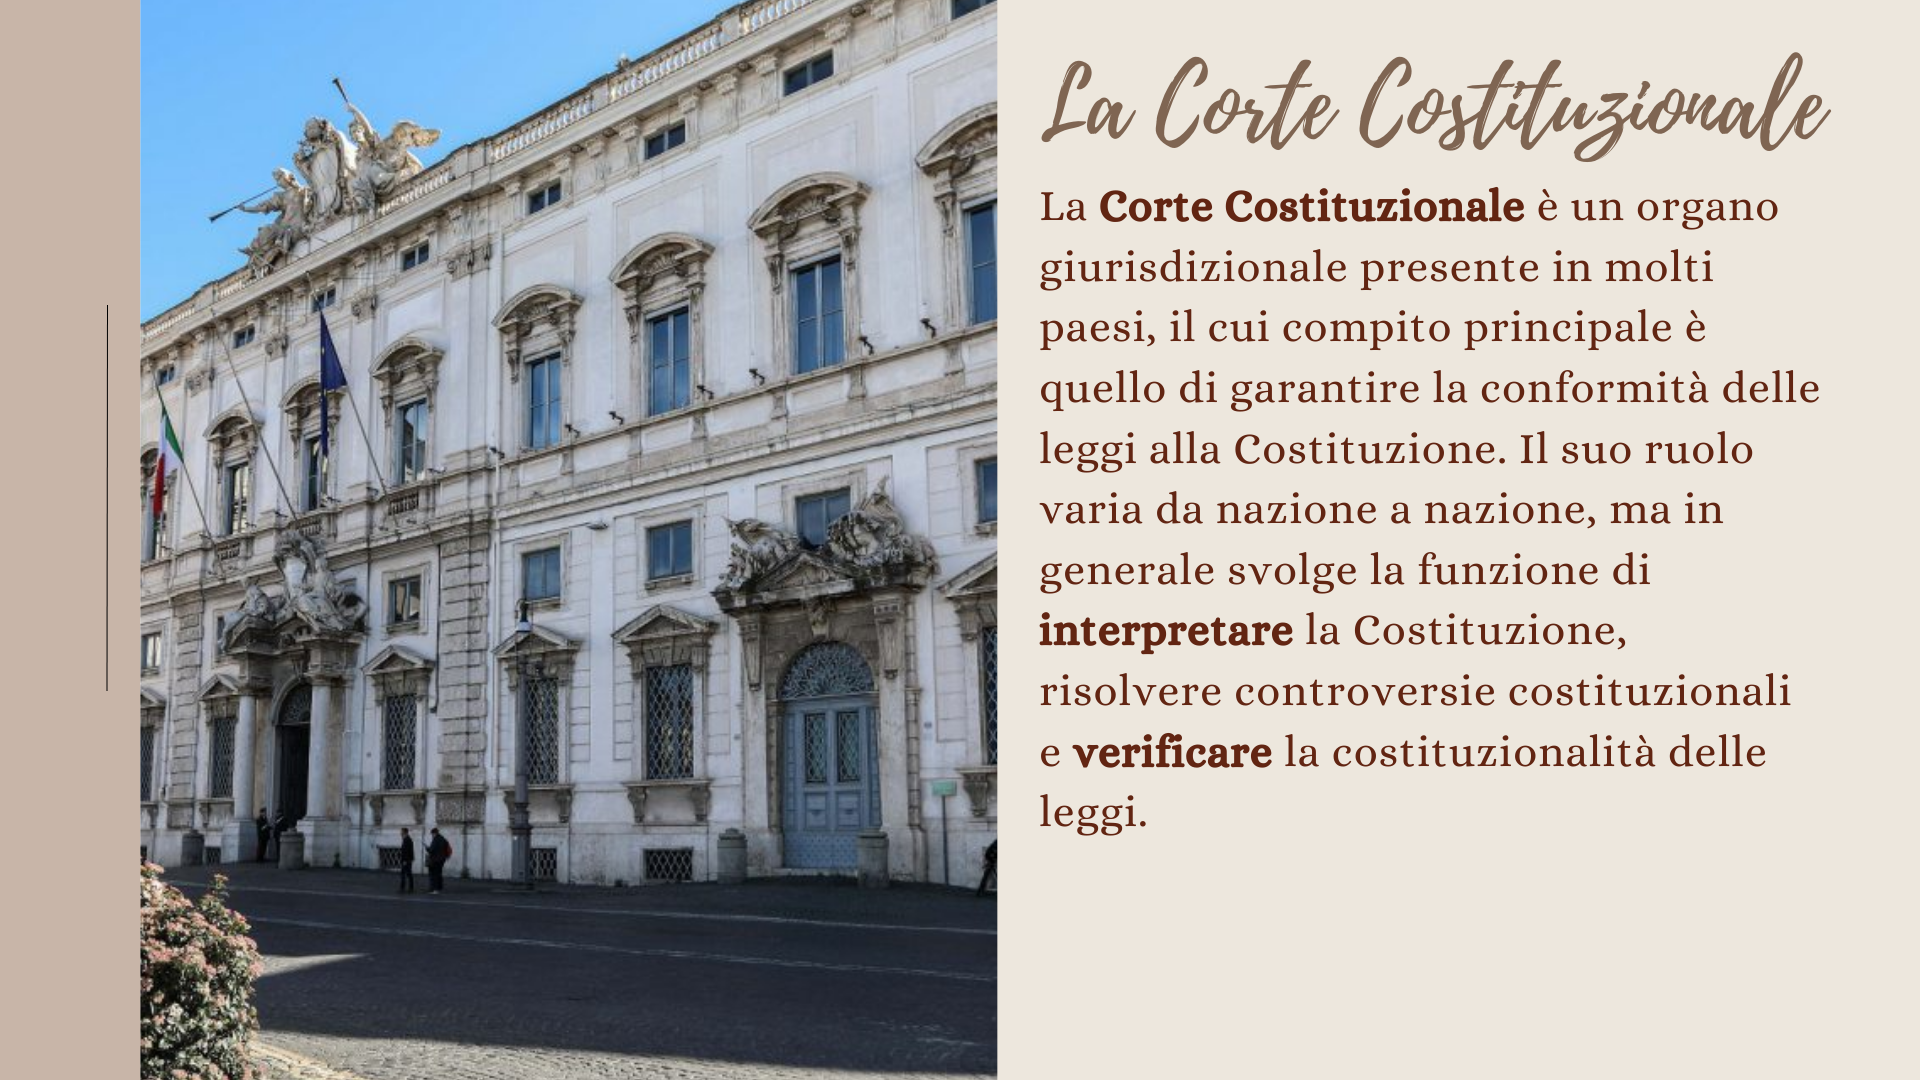 La Corte Costituzionale
La Corte Costituzionale è un organo
giurisdizionale presente in molti
paesi, il cui compito principale è
quello di garantire la conformità delle
leggi alla Costituzione. Il suo ruolo
varia da nazione a nazione, ma in
generale svolge la funzione di
interpretare la Costituzione,
risolvere controversie costituzionali
e verificare la costituzionalità delle
leggi.